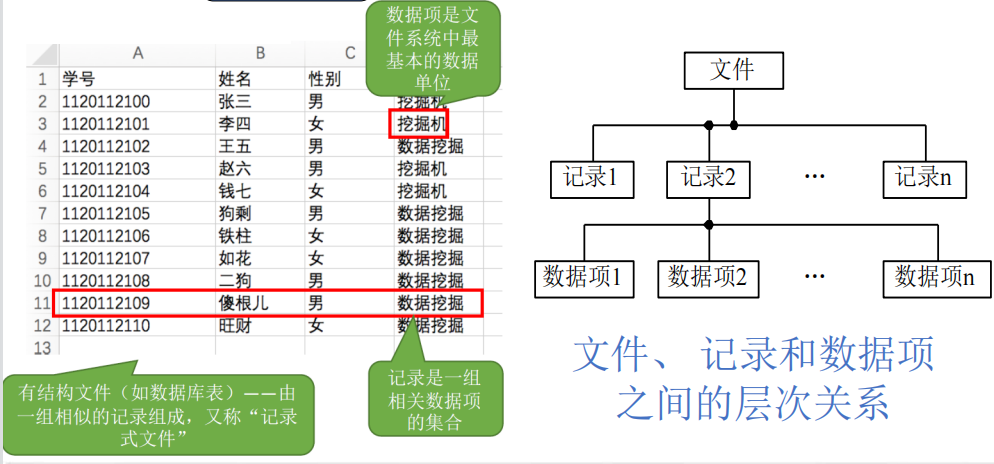 数据项是文
件系统中最
基本的数据
单位
A B C
1 学号 姓名 性别
2 1120112100 张三 男 挖掘机
3 1120112101 李四 女 挖掘机
4 1120112102 王五 男 数据挖掘
5 1120112103 赵六 男 挖掘机
6 1120112104 钱七 女 挖掘机
7 1120112105 狗剩 男 数据挖掘
8 1120112106 铁柱 女 数据挖掘
9 1120112107 如花 女 数据挖掘
10 1120112108 二狗 男 数据挖掘
11 1120112109 傻根儿 男 数据挖掘
12 1120112110 旺财 女 数据挖掘
13
有结构文件（如数据库表）——由
一组相似的记录组成，又称“记录
式文件”
记录是一组
相关数据项
的集合
文件
记录1 记录2 … 记录n
数据项1 数据项2 … 数据项n
文件、 记录和数据项
之间的层次关系